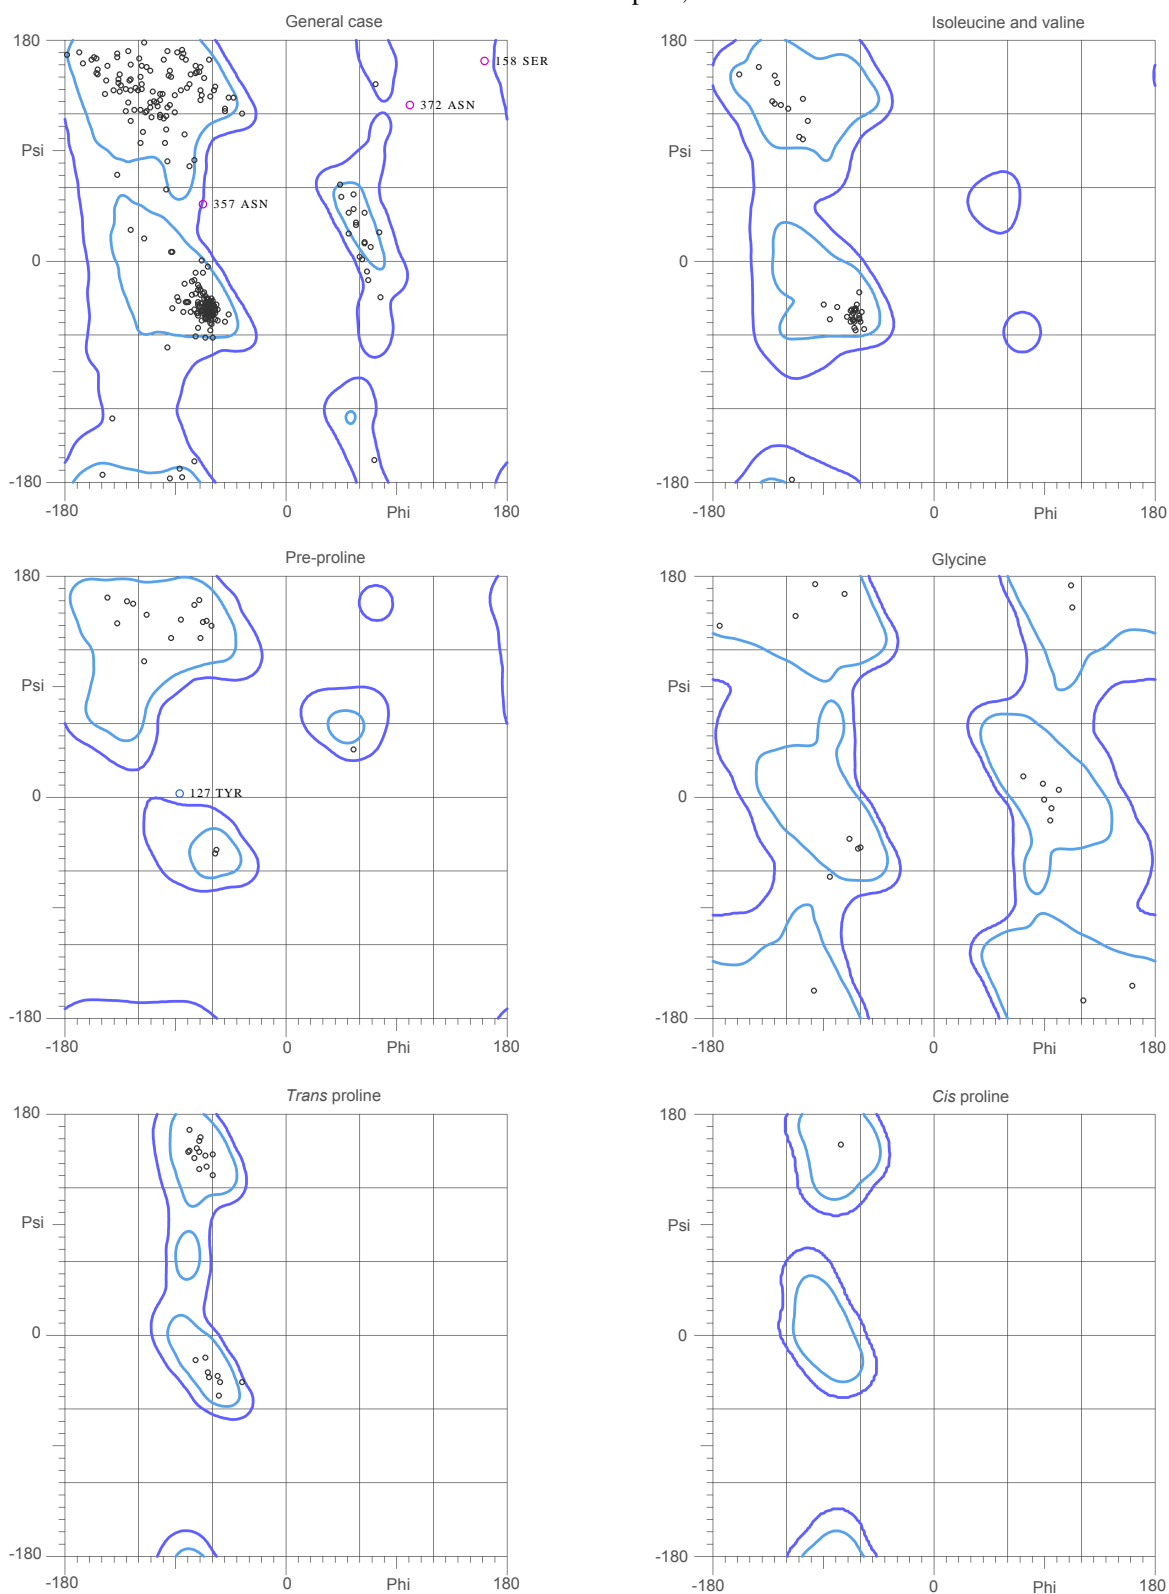 General case
Isoleucine and valine
180
180
158 SER
372 ASN
Psi
Psi
357 ASN
0
0
-180
-180
-180
0
Phi
180
-180
0
Phi
180
Pre-proline
Glycine
180
180
Psi
Psi
127 TYR
0
0
-180
-180
-180
0
Phi
180
-180
0
Phi
180
Trans proline
Cis proline
180
180
Psi
Psi
0
0
-180
-180
-180
0
Phi
180
-180
0
Phi
180